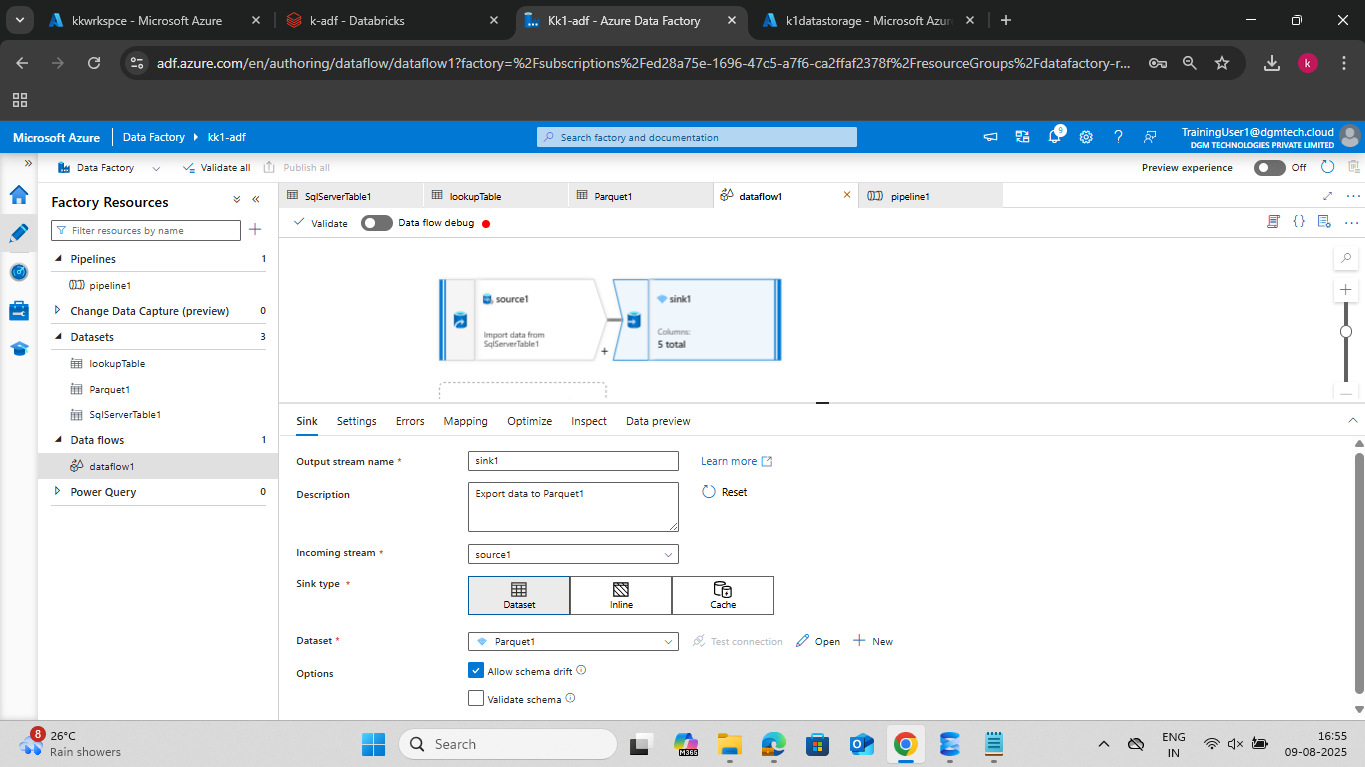 kkwrkspce - Microsoft Azure
k-adf - Databricks
Kk1-adf - Azure Data Factory
k1datastorage - Microsoft Azur
adf.azure.com/en/authoring/dataflow/dataflow1?factory=%2Fsubscriptions%2Fed28a75e-1696-47c5-a7f6-ca2ffaf2378f%2FresourceGroups%2Fdatafactory-r...
k
Microsoft Azure
Data Factory
kk1-adf
Search factory and documentation
9
TrainingUser1@dgmtech.cloud
DGM TECHNOLOGIES PRIVATE LIMITED
Data Factory
Validate all
Publish all
Preview experience
Off
Factory Resources
Filter resources by name
Pipelines 1
pipeline1
Change Data Capture (preview) 0
Datasets 3
lookupTable
Parquet1
SqlServerTable1
Data flows 1
dataflow1
Power Query 0
SqlServerTable1
lookupTable
Parquet1
dataflow1
pipeline1
Validate
Data flow debug
source1
Import data from
SqlServerTable1
sink1
Columns:
5 total
Sink
Settings
Errors
Mapping
Optimize
Inspect
Data preview
Output stream name *
sink1
Learn more
Description
Export data to Parquet1
Reset
Incoming stream *
source1
Sink type *
Dataset
Inline
Cache
Dataset *
Parquet1
Test connection
Open
New
Options
Allow schema drift
Validate schema
8
26°C
Rain showers
Search
M365
ENG
IN
16:55
09-08-2025